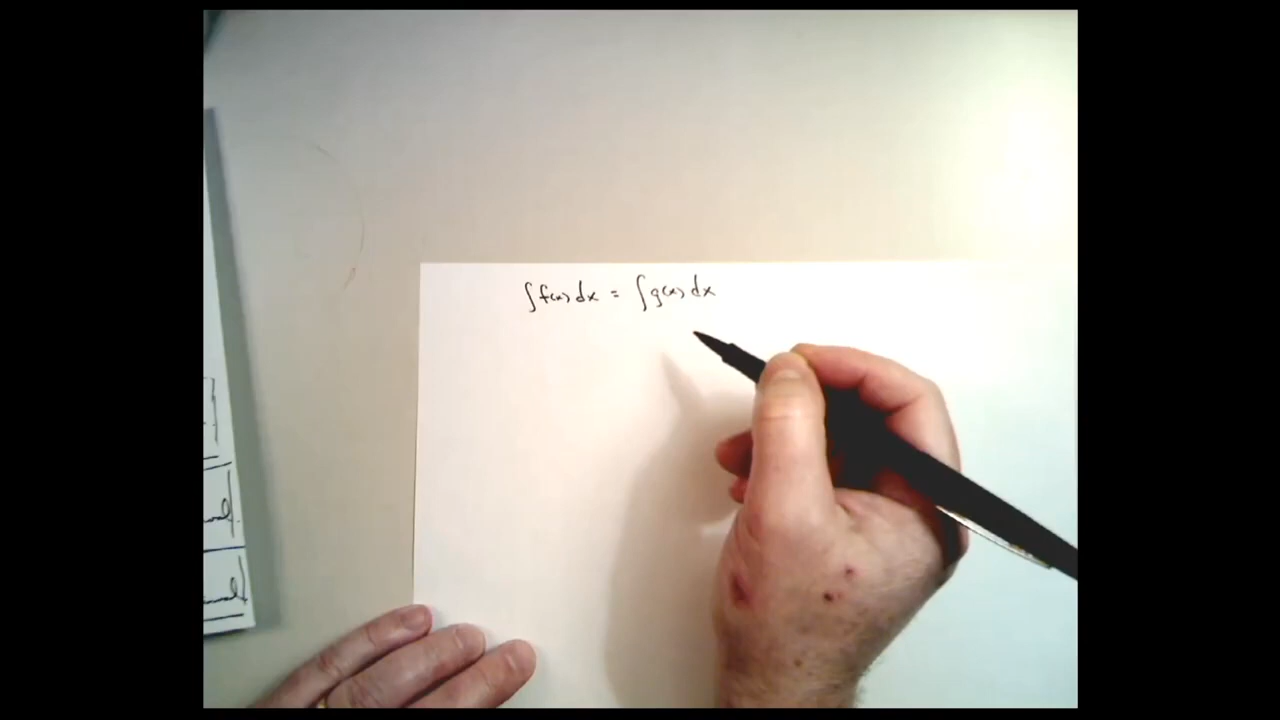 ∫f(x)dx = ∫g(x)dx